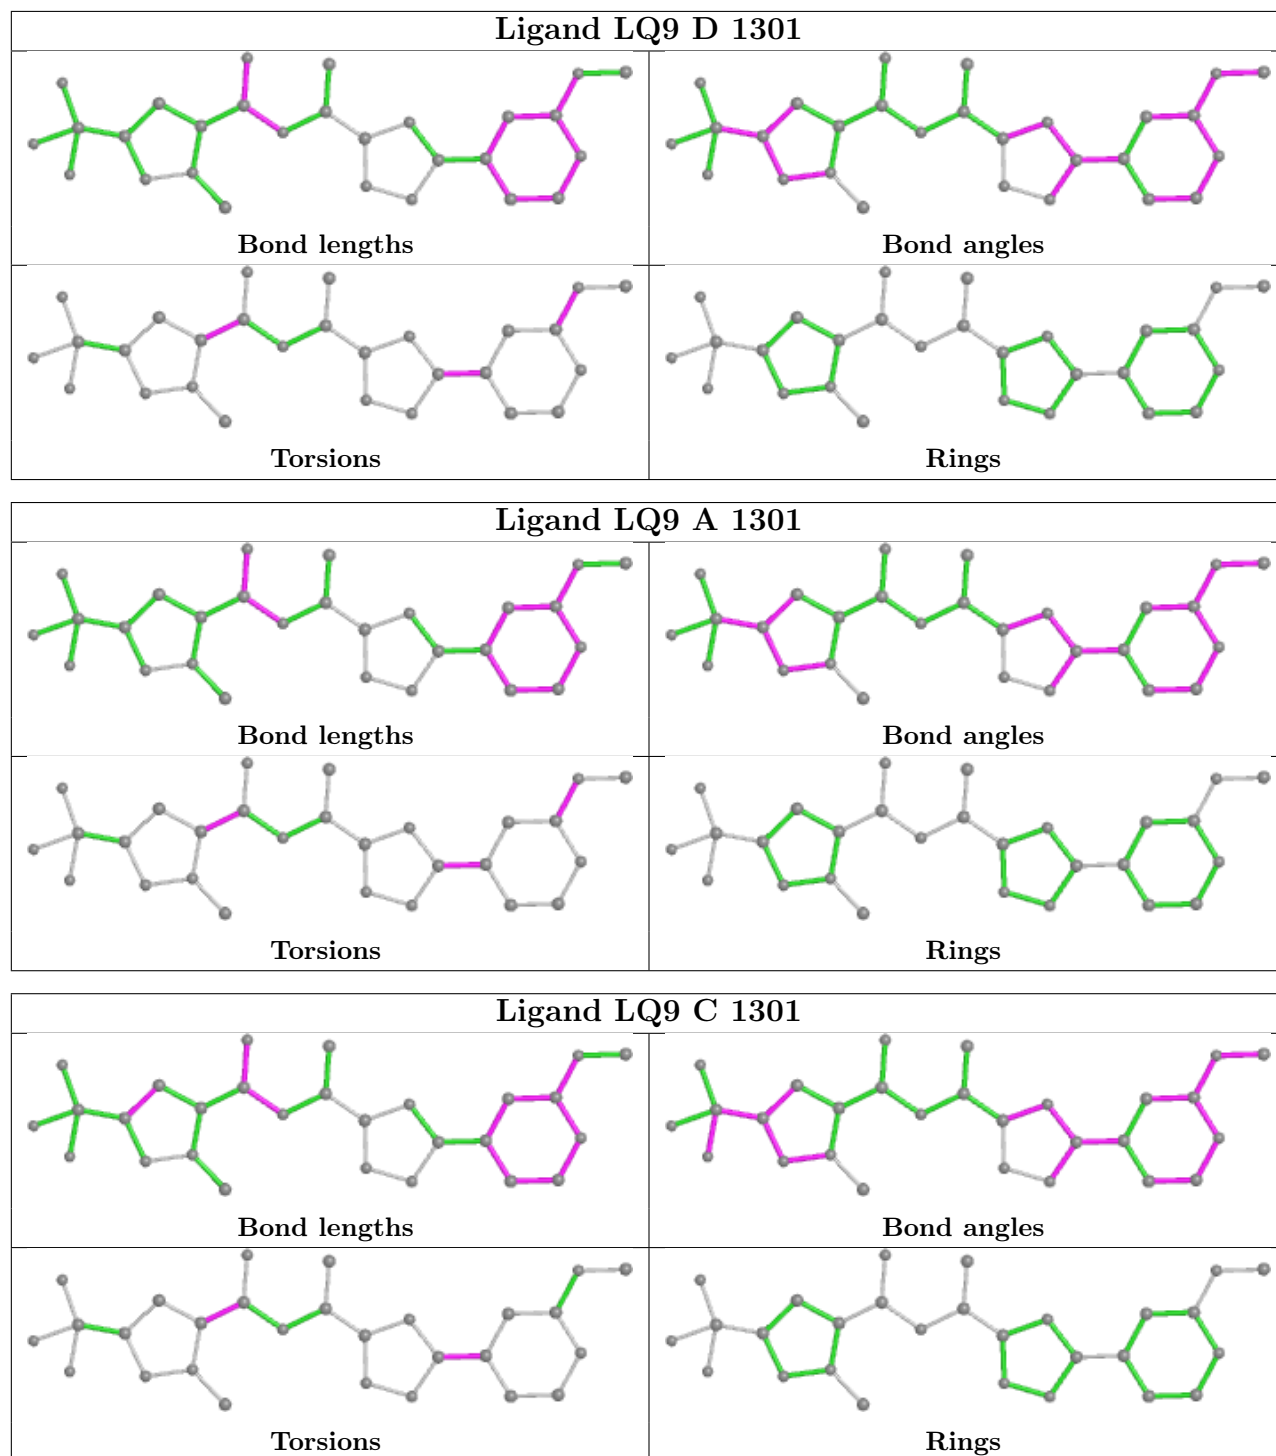 Ligand LQ9 D 1301
Bond lengths
Bond angles
Torsions
Rings
Ligand LQ9 A 1301
Bond lengths
Bond angles
Torsions
Rings
Ligand LQ9 C 1301
Bond lengths
Bond angles
Torsions
Rings